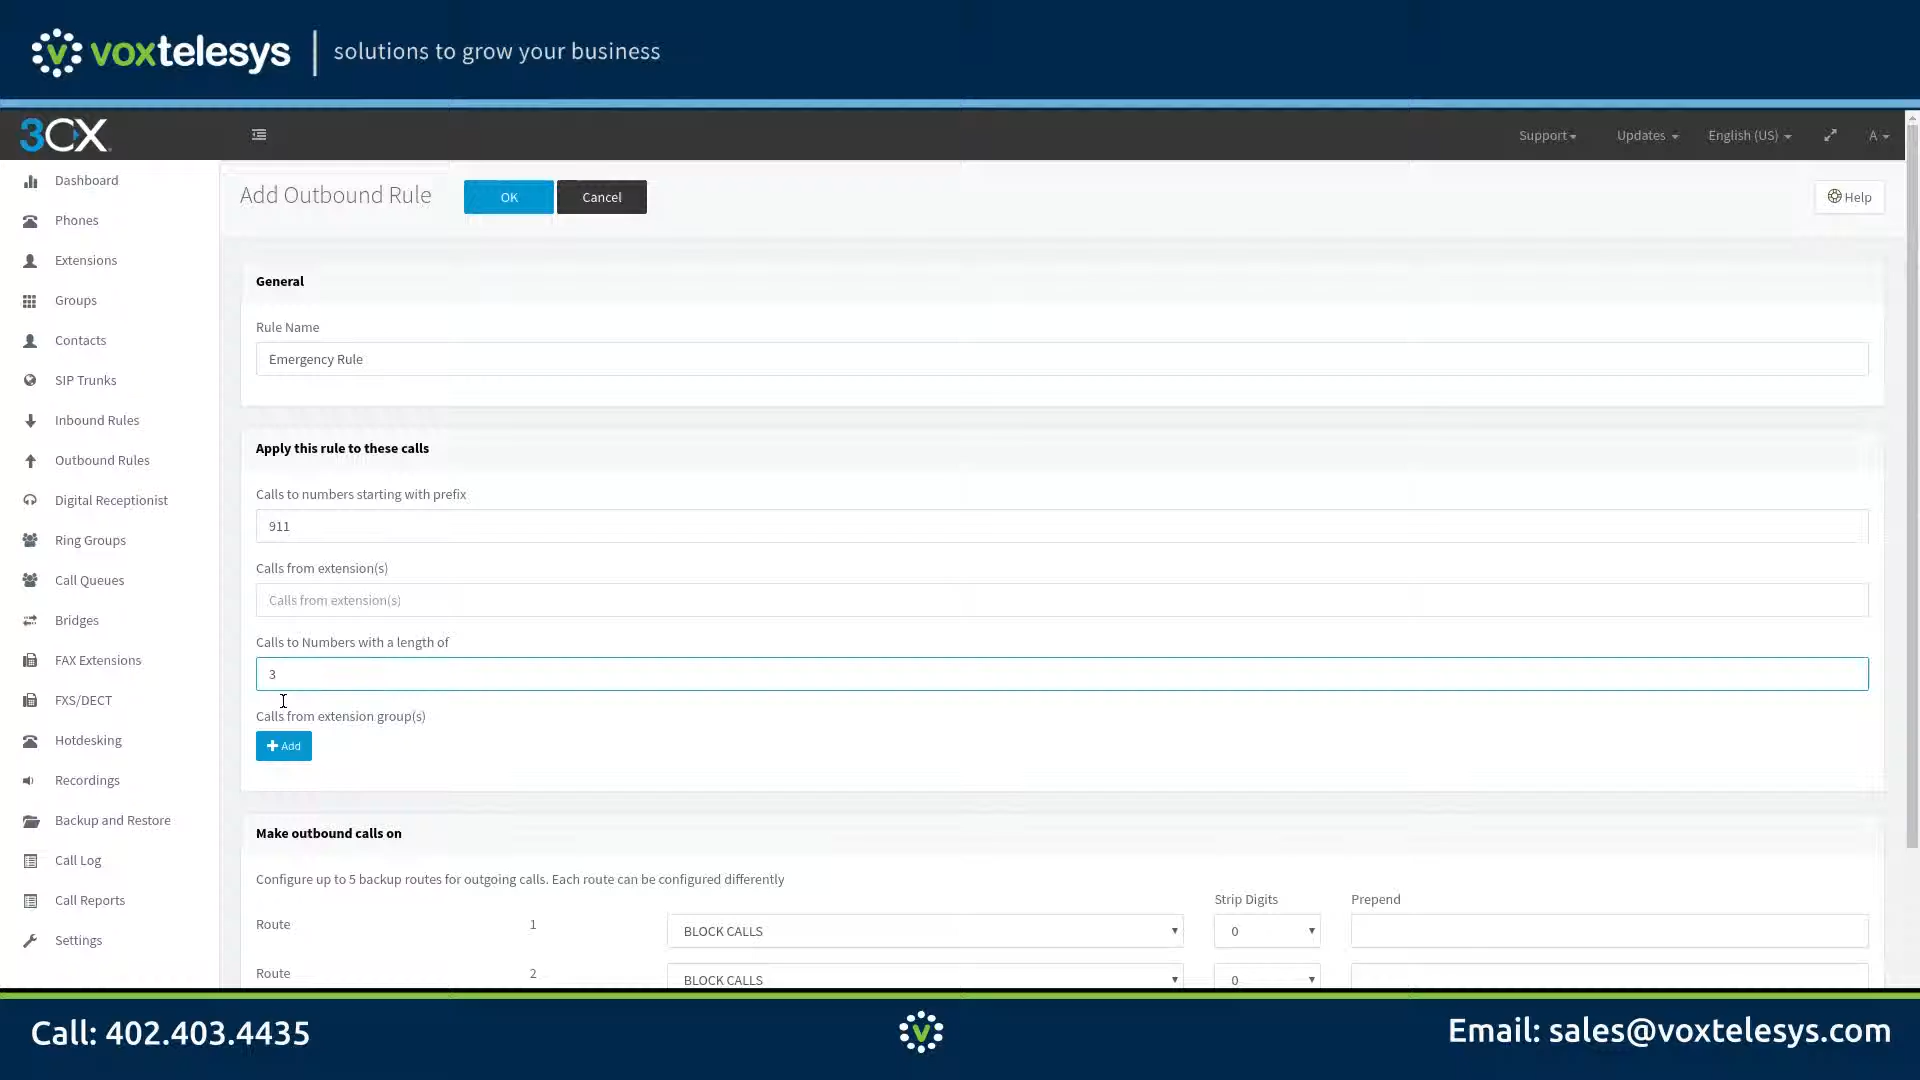 voxtelesys | solutions to grow your business
3CX
Support
Updates
English (US)
A
Dashboard
Phones
Extensions
Groups
Contacts
SIP Trunks
Inbound Rules
Outbound Rules
Digital Receptionist
Ring Groups
Call Queues
Bridges
FAX Extensions
FXS/DECT
Hotdesking
Recordings
Backup and Restore
Call Log
Call Reports
Settings
Add Outbound Rule
OK
Cancel
Help
General
Rule Name
Emergency Rule
Apply this rule to these calls
Calls to numbers starting with prefix
911
Calls from extension(s)
Calls from extension(s)
Calls to Numbers with a length of
3
Calls from extension group(s)
Add
Make outbound calls on
Configure up to 5 backup routes for outgoing calls. Each route can be configured differently
Strip Digits
Prepend
Route 1 BLOCK CALLS 0
Route 2 BLOCK CALLS 0
Call: 402.403.4435
v
Email: sales@voxtelesys.com